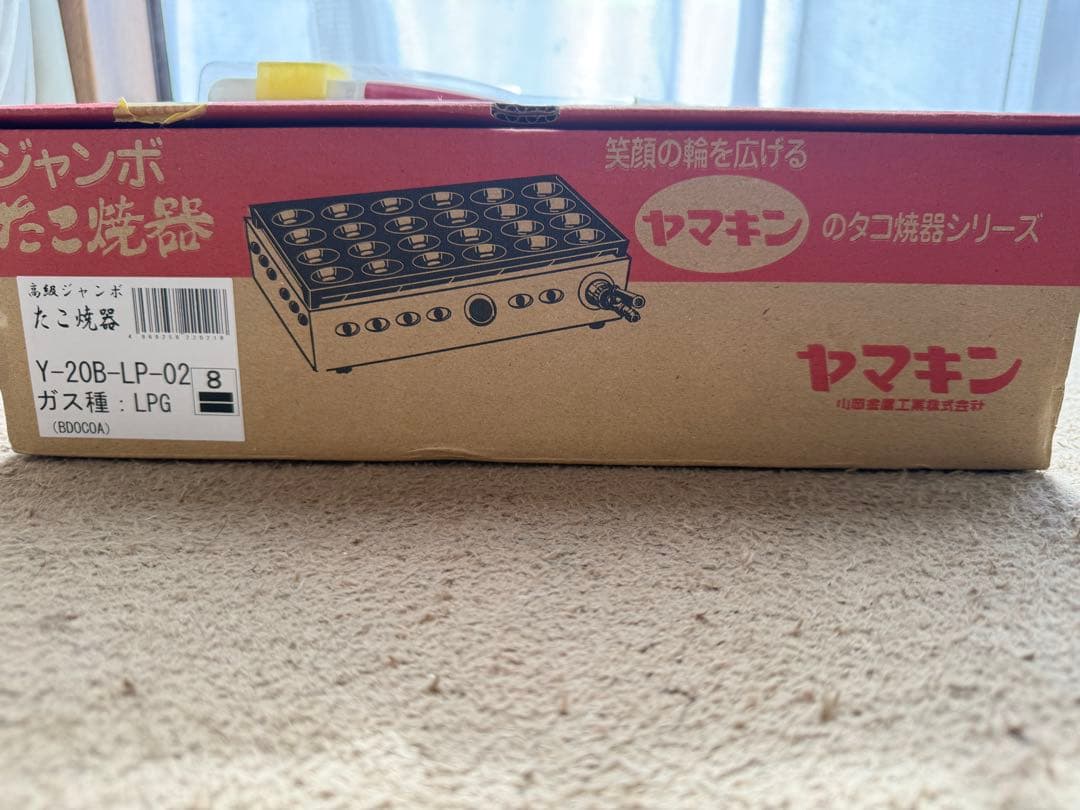 ジャンボ
たこ焼器
笑顔の輪を広げる
ヤマキンのタコ焼器シリーズ
高級ジャンボ
たこ焼器
Y-20B-LP-02
8
ガス種：LPG
(BDOCOA)
ヤマキン
山岡金属工業株式会社